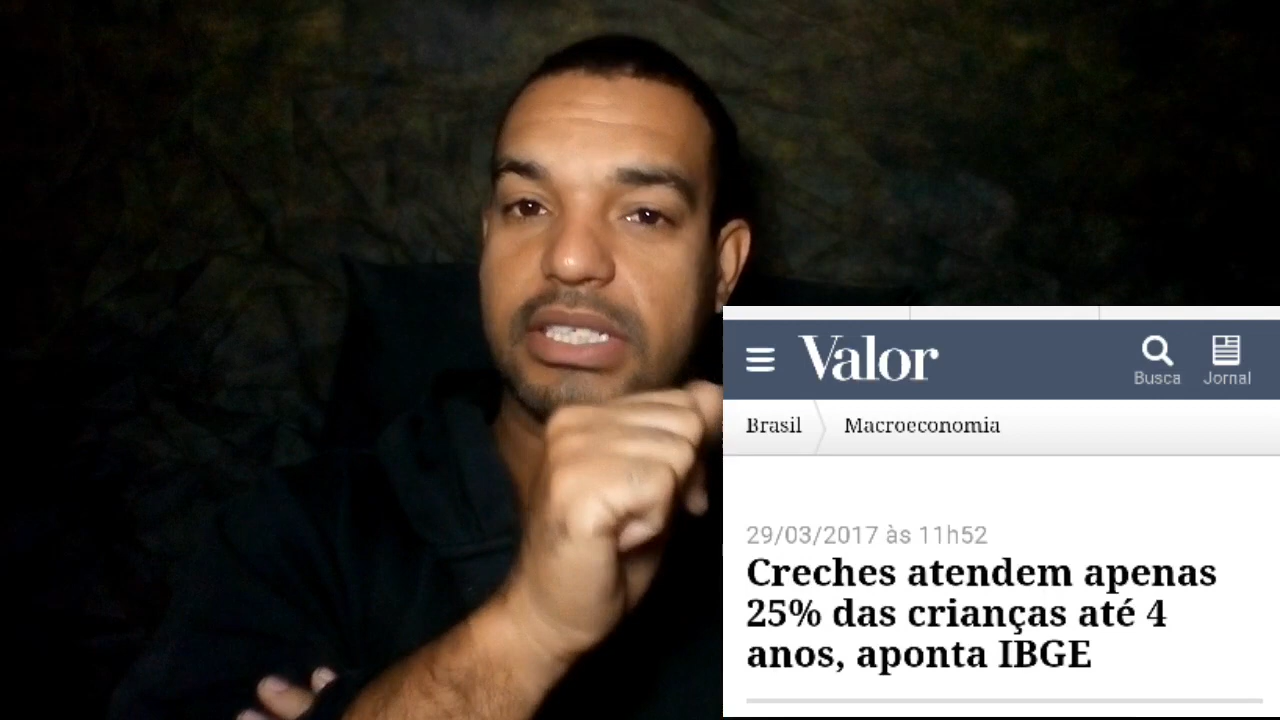 Valor
Busca
Jornal
Brasil
Macroeconomia
29/03/2017 às 11h52
Creches atendem apenas
25% das crianças até 4
anos, aponta IBGE